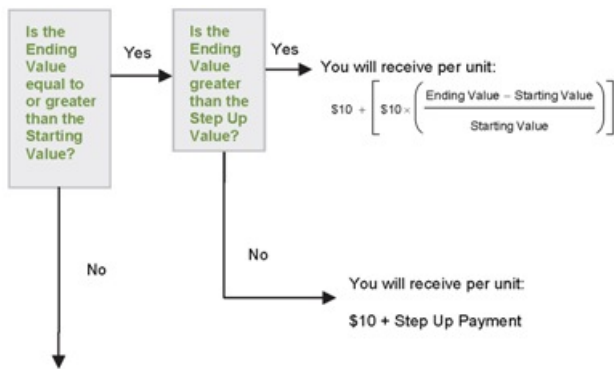 Is the
Ending
Value
equal to
or greater
than the
Starting
Value?
Yes
Is the
Ending
Value
greater
than the
Step Up
Value?
Yes
You will receive per unit:
$10 + [ $10 × ( Ending Value − Starting Value
Starting Value ) ]
No
No
You will receive per unit:
$10 + Step Up Payment